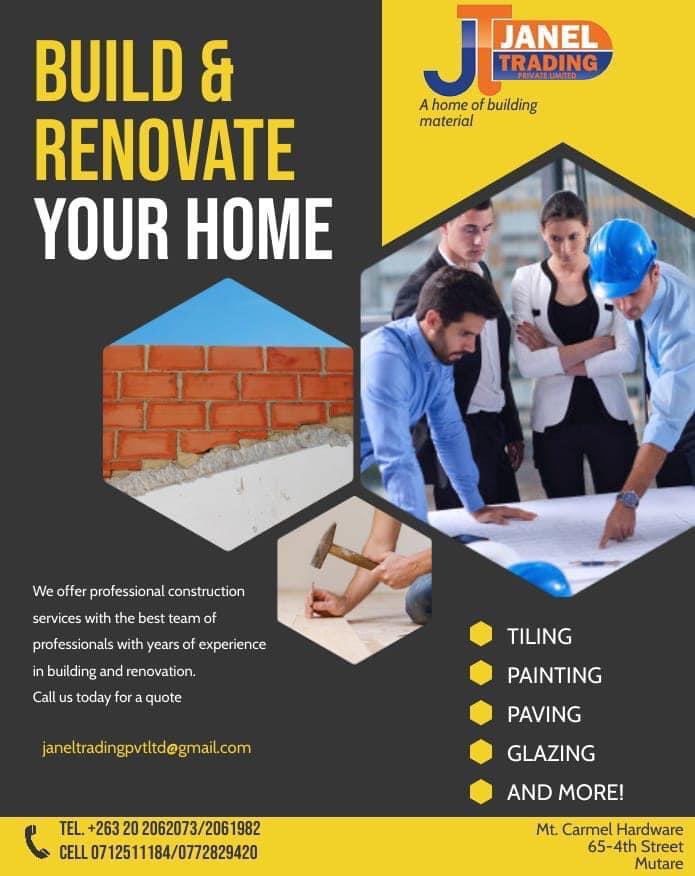 BUILD &
RENOVATE
YOUR HOME
JT JANEL
TRADING
PRIVATE LIMITED
A home of building
material
We offer professional construction
services with the best team of
professionals with years of experience
in building and renovation.
Call us today for a quote
janeltradingpvtltd@gmail.com
TILING
PAINTING
PAVING
GLAZING
AND MORE!
TEL. +263 20 2062073/2061982
CELL 0712511184/0772829420
Mt. Carmel Hardware
65-4th Street
Mutare